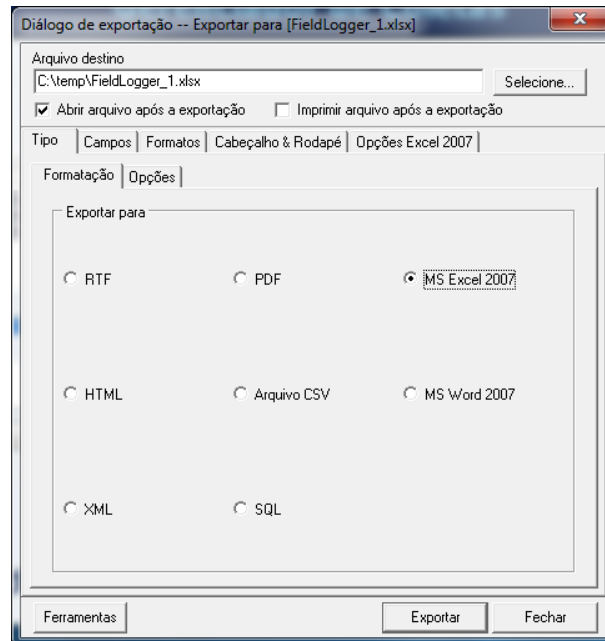 Diálogo de exportação -- Exportar para [FieldLogger_1.xlsx]
Arquivo destino
C:\temp\FieldLogger_1.xlsx
Selecione...
Abrir arquivo após a exportação
Imprimir arquivo após a exportação
Tipo
Campos
Formatos
Cabeçalho & Rodapé
Opções Excel 2007
Formatação
Opções
Exportar para
RTF
PDF
MS Excel 2007
HTML
Arquivo CSV
MS Word 2007
XML
SQL
Ferramentas
Exportar
Fechar